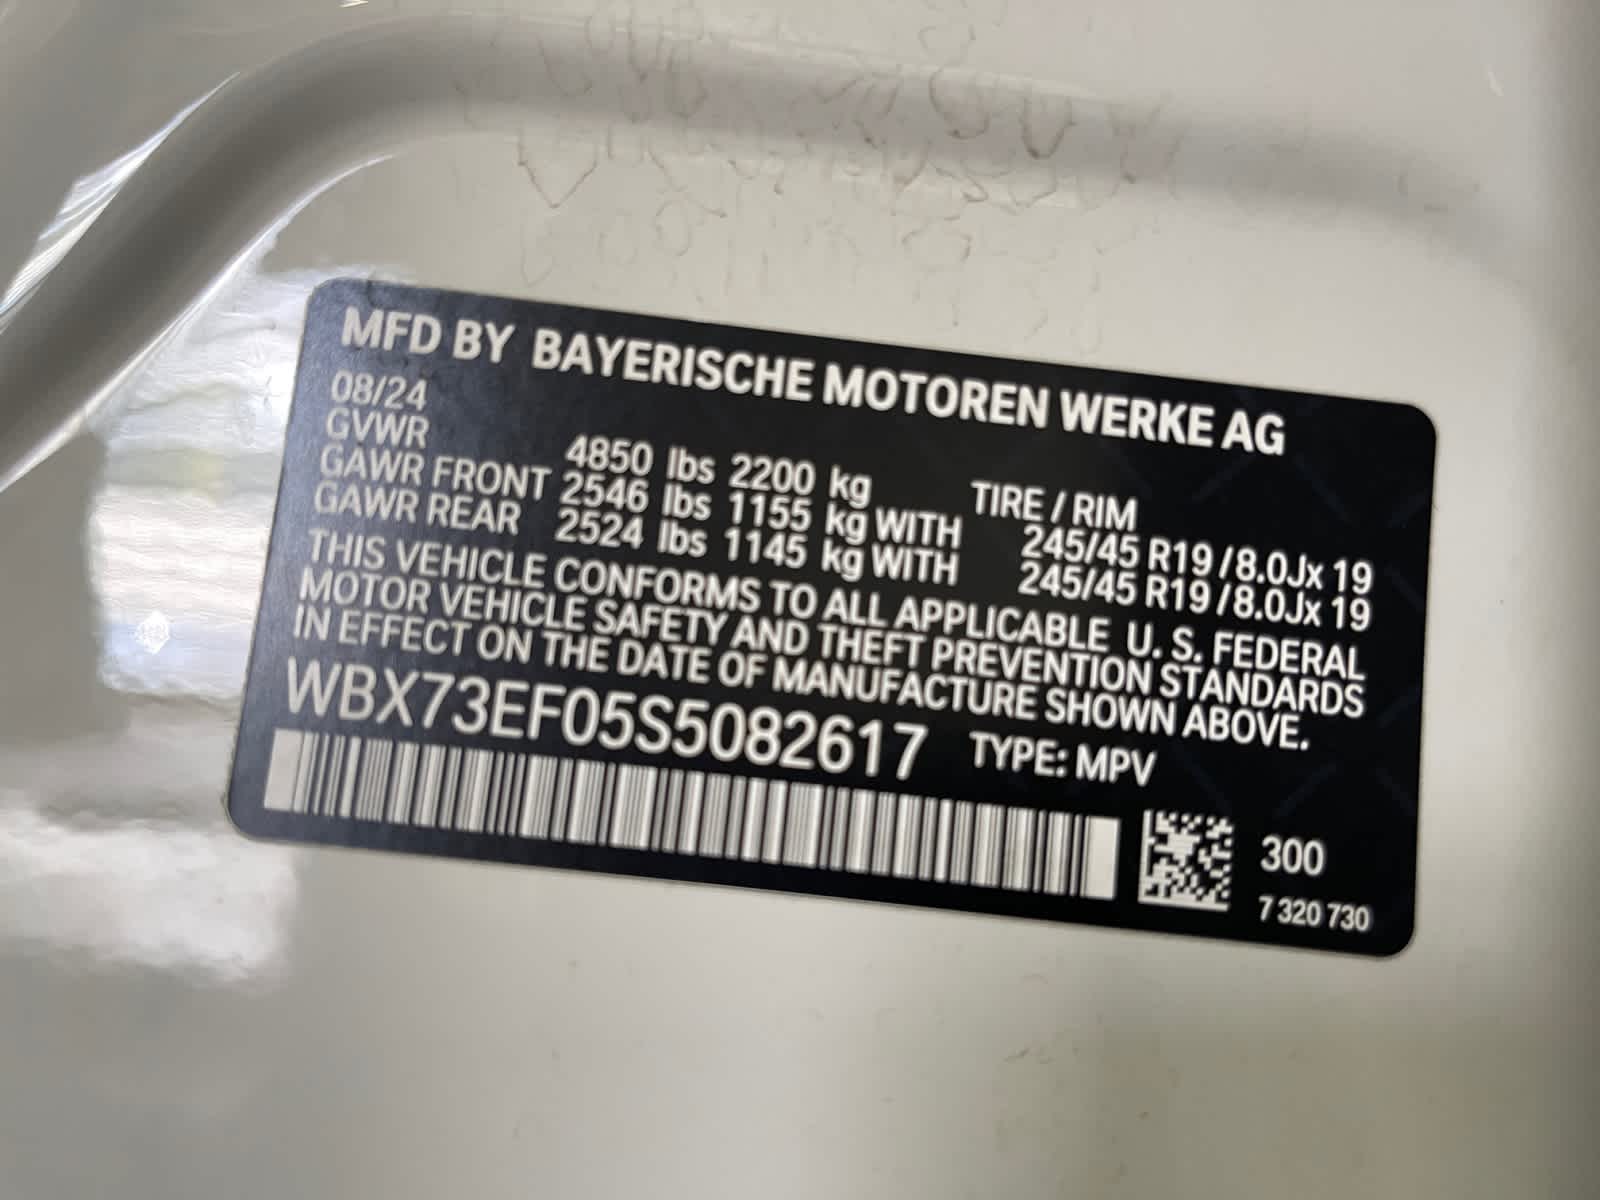 MFD BY BAYERISCHE MOTOREN WERKE AG
08/24
GVWR 4850 lbs 2200 kg TIRE / RIM
GAWR FRONT 2546 lbs 1155 kg WITH 245/45 R19 / 8.0Jx 19
GAWR REAR 2524 lbs 1145 kg WITH 245/45 R19 / 8.0Jx 19
THIS VEHICLE CONFORMS TO ALL APPLICABLE U. S. FEDERAL
MOTOR VEHICLE SAFETY AND THEFT PREVENTION STANDARDS
IN EFFECT ON THE DATE OF MANUFACTURE SHOWN ABOVE.
WBX73EF05S5082617 TYPE: MPV
300
7 320 730